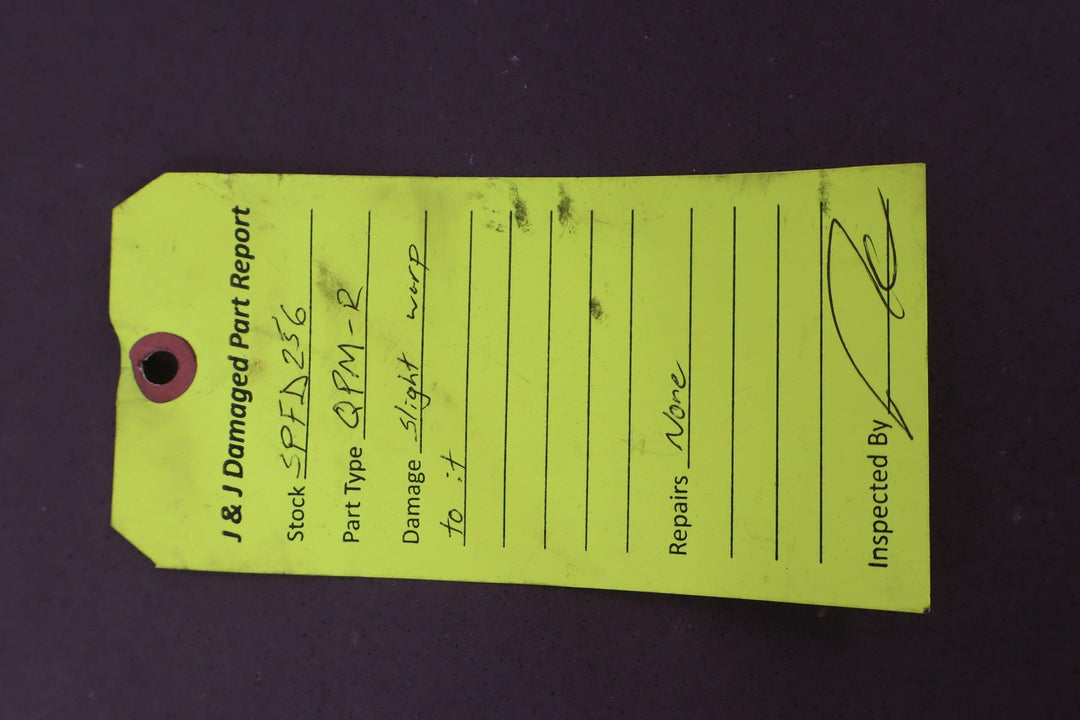 J & J Damaged Part Report
Stock SPFD256
Part Type QPM-R
Damage slight warp
to it
Repairs None
Inspected By